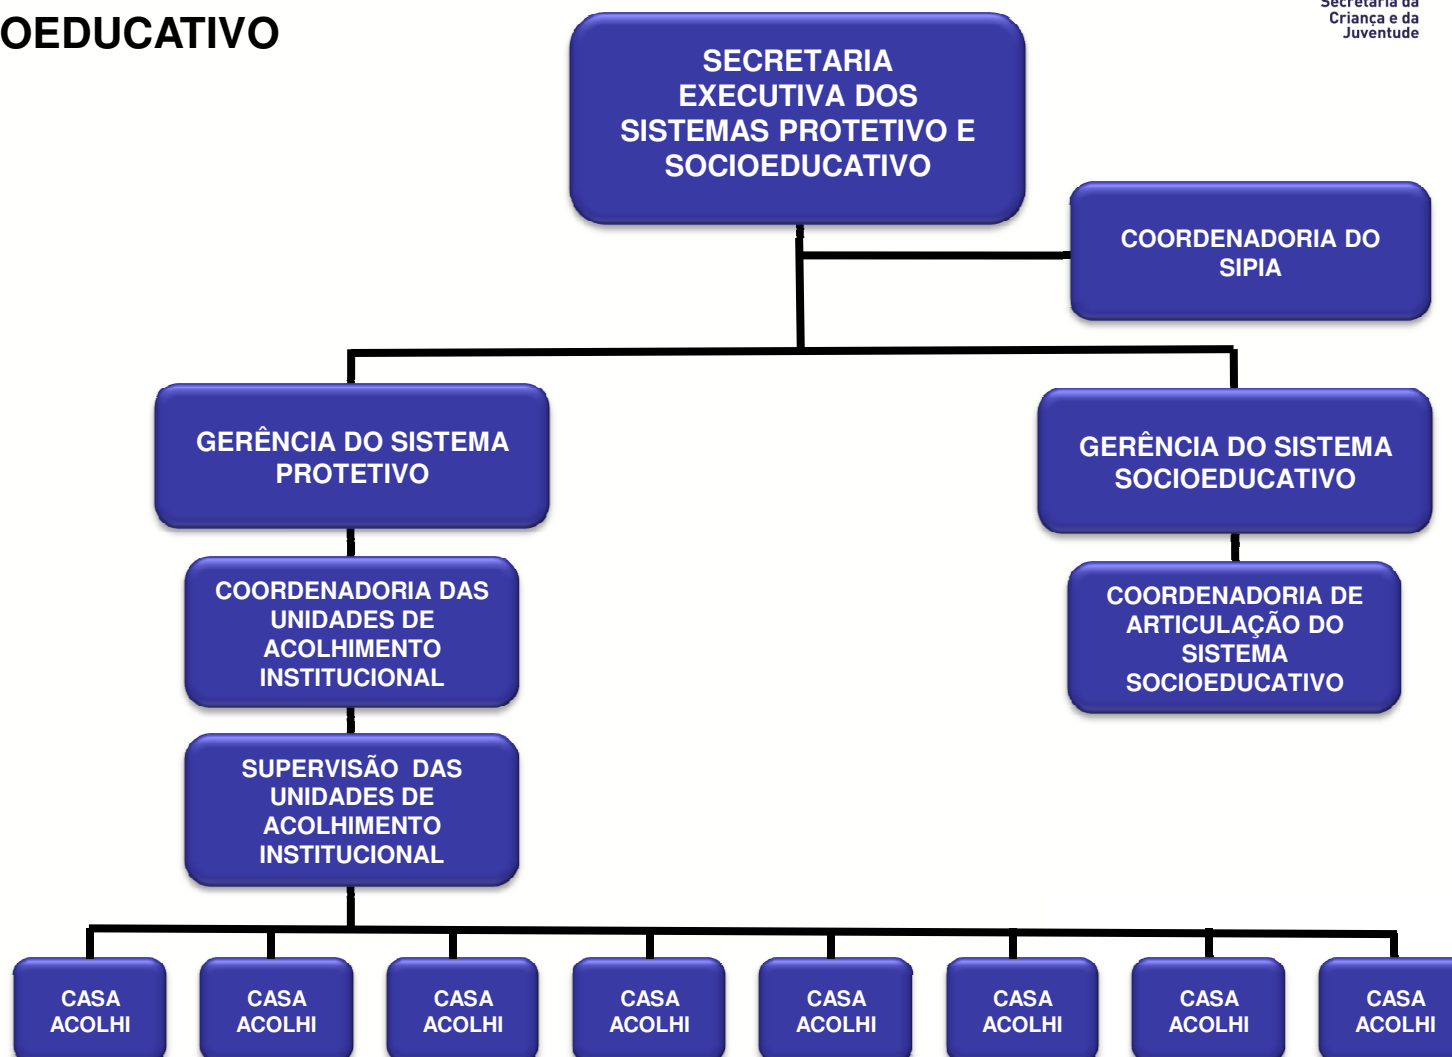 OEDUCATIVO
Secretaria da
Criança e da
Juventude
SECRETARIA
EXECUTIVA DOS
SISTEMAS PROTETIVO E
SOCIOEDUCATIVO
COORDENADORIA DO
SIPIA
GERÊNCIA DO SISTEMA
PROTETIVO
GERÊNCIA DO SISTEMA
SOCIOEDUCATIVO
COORDENADORIA DAS
UNIDADES DE
ACOLHIMENTO
INSTITUCIONAL
COORDENADORIA DE
ARTICULAÇÃO DO
SISTEMA
SOCIOEDUCATIVO
SUPERVISÃO DAS
UNIDADES DE
ACOLHIMENTO
INSTITUCIONAL
CASA
ACOLHI
CASA
ACOLHI
CASA
ACOLHI
CASA
ACOLHI
CASA
ACOLHI
CASA
ACOLHI
CASA
ACOLHI
CASA
ACOLHI